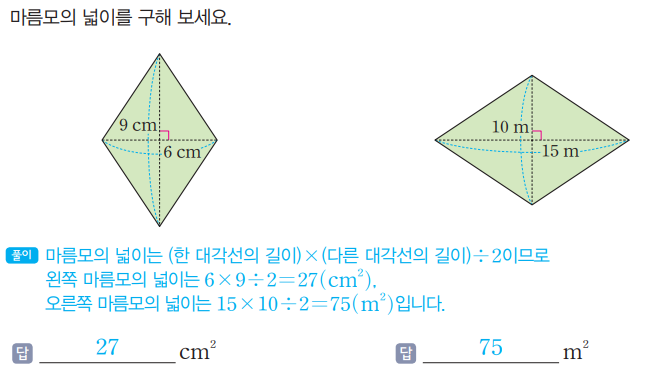 마름모의 넓이를 구해 보세요.
9 cm
6 cm
10 m
15 m
풀이 마름모의 넓이는 (한 대각선의 길이)×(다른 대각선의 길이)÷2이므로
왼쪽 마름모의 넓이는 6×9÷2=27(cm²),
오른쪽 마름모의 넓이는 15×10÷2=75(m²)입니다.
답 27 cm²
답 75 m²